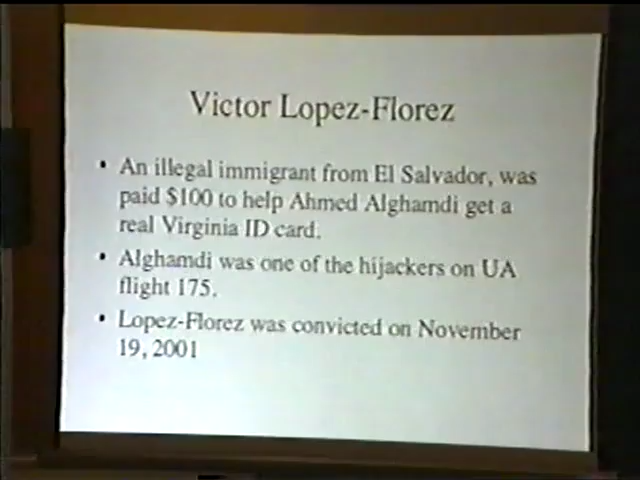 Victor Lopez-Florez
• An illegal immigrant from El Salvador, was
paid $100 to help Ahmed Alghamdi get a
real Virginia ID card.
• Alghamdi was one of the hijackers on UA
flight 175.
• Lopez-Florez was convicted on November
19, 2001